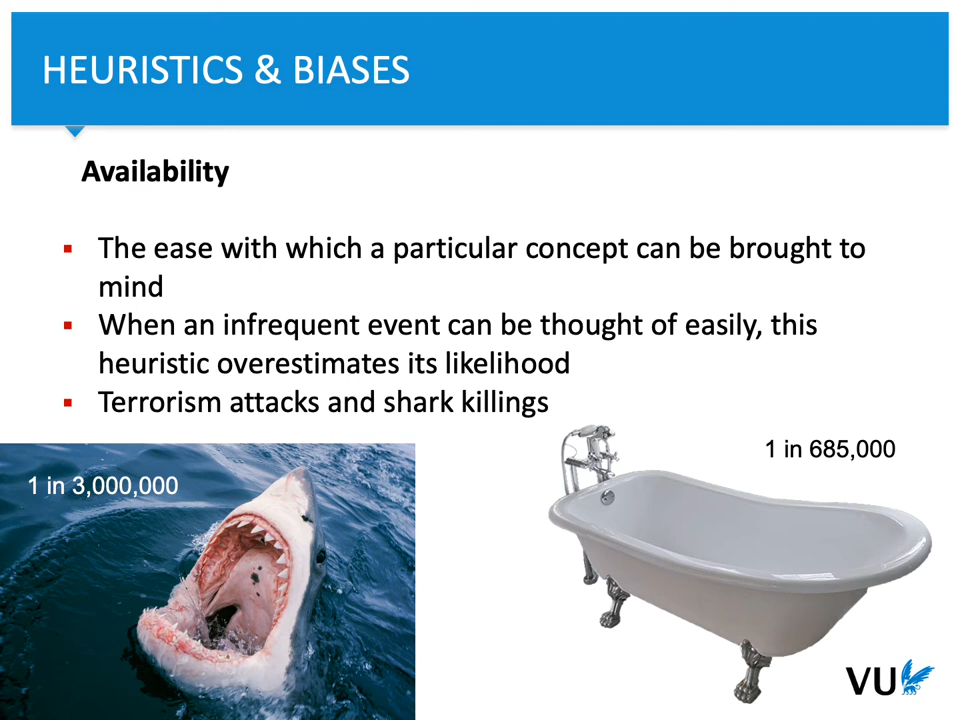 HEURISTICS & BIASES
Availability
▪ The ease with which a particular concept can be brought to
mind
▪ When an infrequent event can be thought of easily, this
heuristic overestimates its likelihood
▪ Terrorism attacks and shark killings
1 in 3,000,000
1 in 685,000
VU